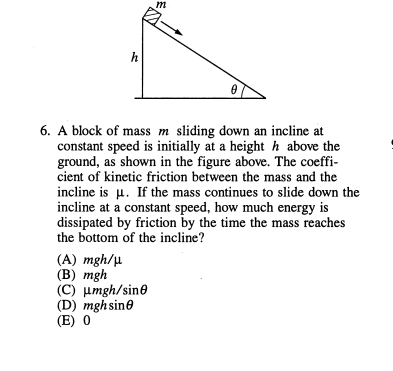 m
h
θ
6. A block of mass m sliding down an incline at
constant speed is initially at a height h above the
ground, as shown in the figure above. The coeffi-
cient of kinetic friction between the mass and the
incline is μ. If the mass continues to slide down the
incline at a constant speed, how much energy is
dissipated by friction by the time the mass reaches
the bottom of the incline?
(A) mgh/μ
(B) mgh
(C) μmgh/sinθ
(D) mgh sinθ
(E) 0